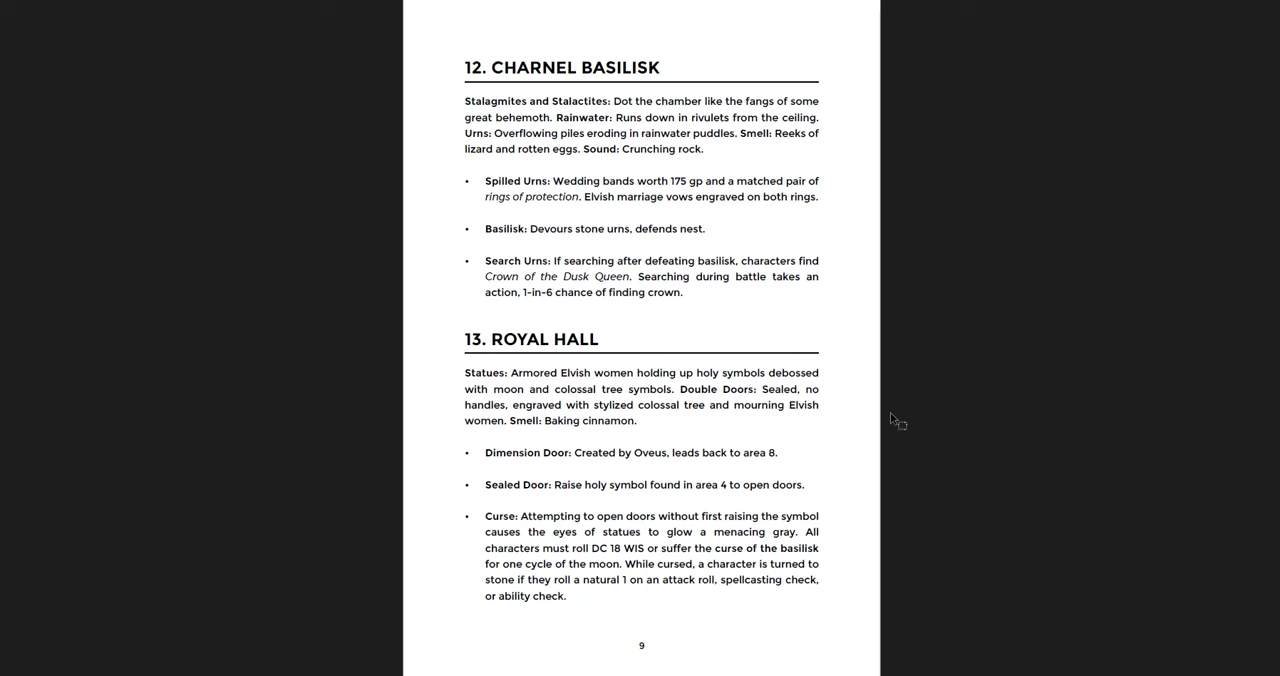 12. CHARNEL BASILISK
Stalagmites and Stalactites: Dot the chamber like the fangs of some
great behemoth. Rainwater: Runs down in rivulets from the ceiling.
Urns: Overflowing piles eroding in rainwater puddles. Smell: Reeks of
lizard and rotten eggs. Sound: Crunching rock.
• Spilled Urns: Wedding bands worth 175 gp and a matched pair of
rings of protection. Elvish marriage vows engraved on both rings.
• Basilisk: Devours stone urns, defends nest.
• Search Urns: If searching after defeating basilisk, characters find
Crown of the Dusk Queen. Searching during battle takes an
action, 1-in-6 chance of finding crown.
13. ROYAL HALL
Statues: Armored Elvish women holding up holy symbols debossed
with moon and colossal tree symbols. Double Doors: Sealed, no
handles, engraved with stylized colossal tree and mourning Elvish
women. Smell: Baking cinnamon.
• Dimension Door: Created by Oveus, leads back to area 8.
• Sealed Door: Raise holy symbol found in area 4 to open doors.
• Curse: Attempting to open doors without first raising the symbol
causes the eyes of statues to glow a menacing gray. All
characters must roll DC 18 WIS or suffer the curse of the basilisk
for one cycle of the moon. While cursed, a character is turned to
stone if they roll a natural 1 on an attack roll, spellcasting check,
or ability check.
9